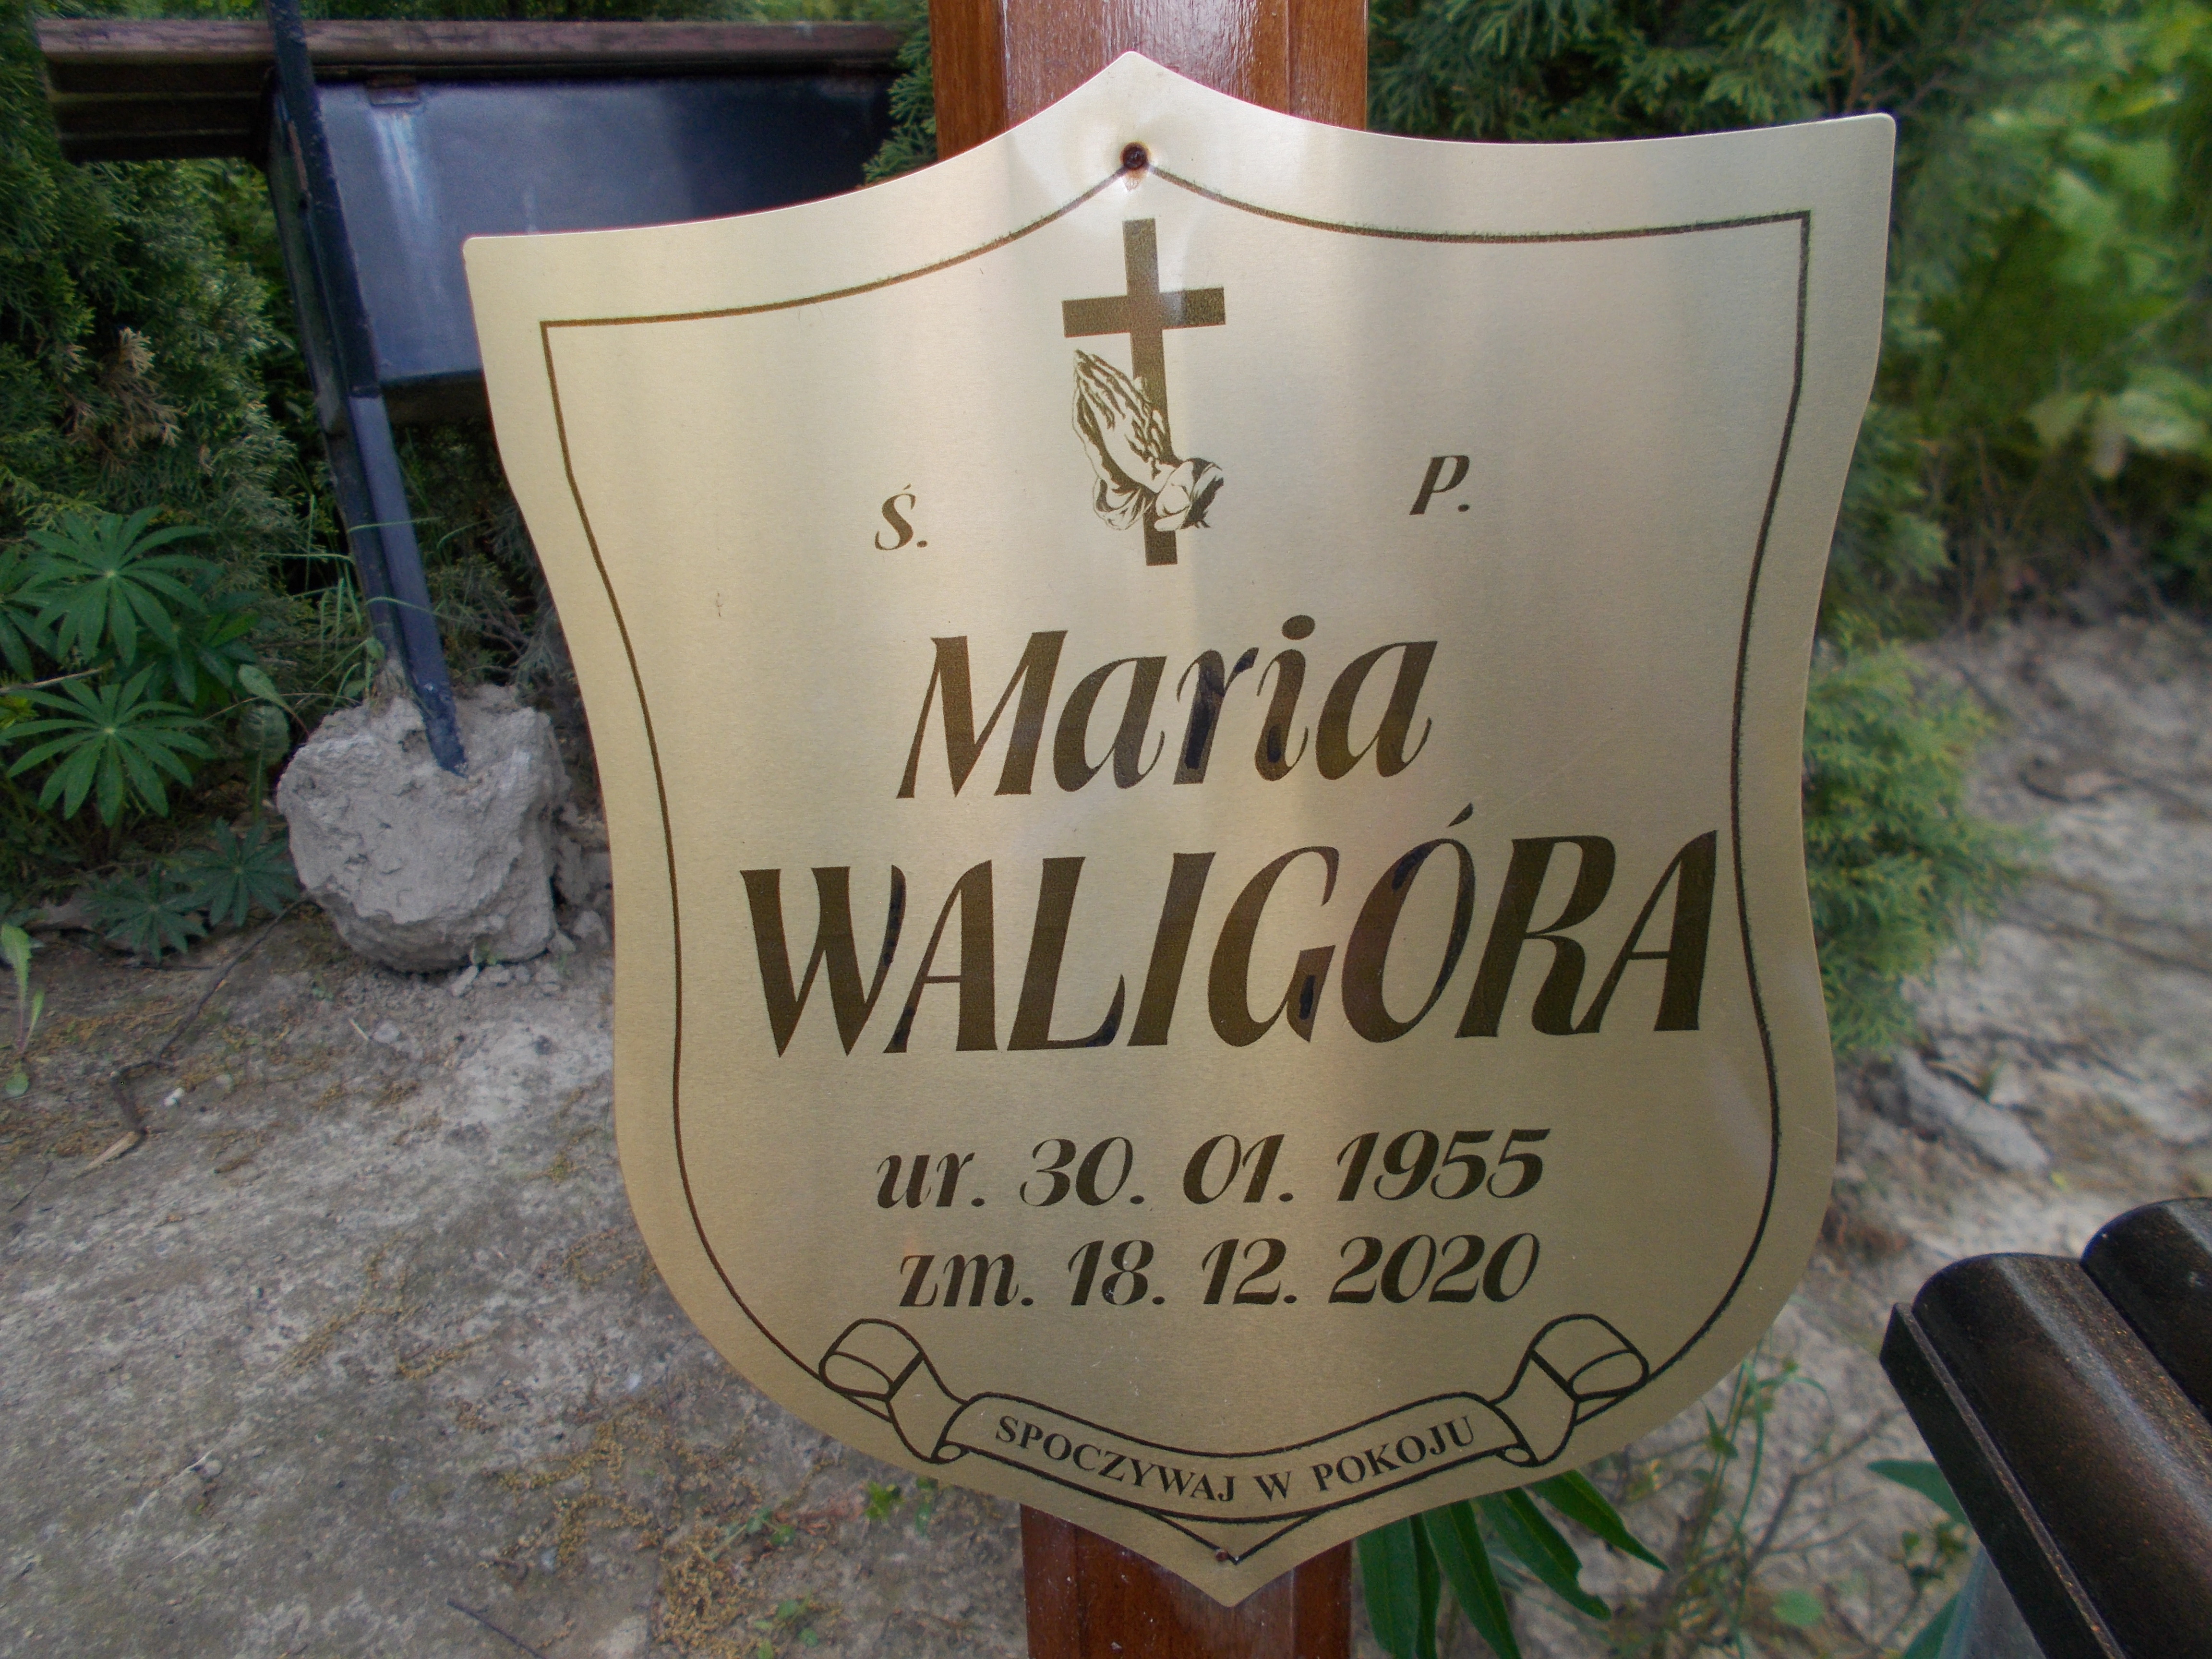 Ś. P.
Maria
WALIGÓRA
ur. 30. 01. 1955
zm. 18. 12. 2020
SPOCZYWAJ W POKOJU